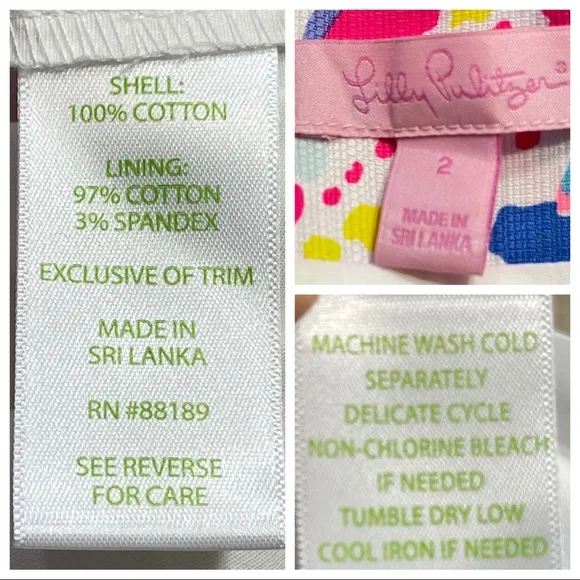 SHELL:
100% COTTON
LINING:
97% COTTON
3% SPANDEX
EXCLUSIVE OF TRIM
MADE IN
SRI LANKA
RN #88189
SEE REVERSE
FOR CARE
Lilly Pulitzer®
2
MADE IN
SRI LANKA
MACHINE WASH COLD
SEPARATELY
DELICATE CYCLE
NON-CHLORINE BLEACH
IF NEEDED
TUMBLE DRY LOW
COOL IRON IF NEEDED